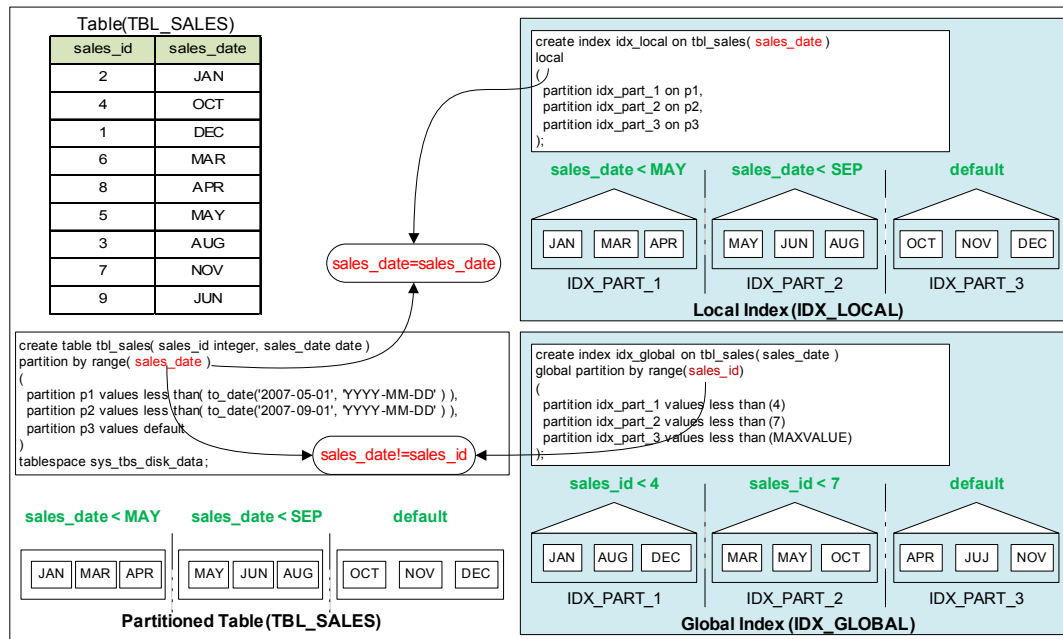 Table(TBL_SALES)
sales_id sales_date
2 JAN
4 OCT
1 DEC
6 MAR
8 APR
5 MAY
3 AUG
7 NOV
9 JUN
create index idx_local on tbl_sales( sales_date )
local
(
partition idx_part_1 on p1,
partition idx_part_2 on p2,
partition idx_part_3 on p3
);
sales_date < MAY sales_date < SEP default
JAN MAR APR MAY JUN AUG OCT NOV DEC
IDX_PART_1 IDX_PART_2 IDX_PART_3
Local Index (IDX_LOCAL)
sales_date=sales_date
create table tbl_sales( sales_id integer, sales_date date )
partition by range( sales_date )
(
partition p1 values less than( to_date('2007-05-01', 'YYYY-MM-DD' ) ),
partition p2 values less than( to_date('2007-09-01', 'YYYY-MM-DD' ) ),
partition p3 values default
)
tablespace sys_tbs_disk_data;
sales_date!=sales_id
create index idx_global on tbl_sales( sales_date )
global partition by range(sales_id)
(
partition idx_part_1 values less than (4)
partition idx_part_2 values less than (7)
partition idx_part_3 values less than (MAXVALUE)
);
sales_id < 4 sales_id < 7 default
JAN AUG DEC MAR MAY OCT APR JUJ NOV
IDX_PART_1 IDX_PART_2 IDX_PART_3
Global Index (IDX_GLOBAL)
sales_date < MAY sales_date < SEP default
JAN MAR APR MAY JUN AUG OCT NOV DEC
Partitioned Table (TBL_SALES)